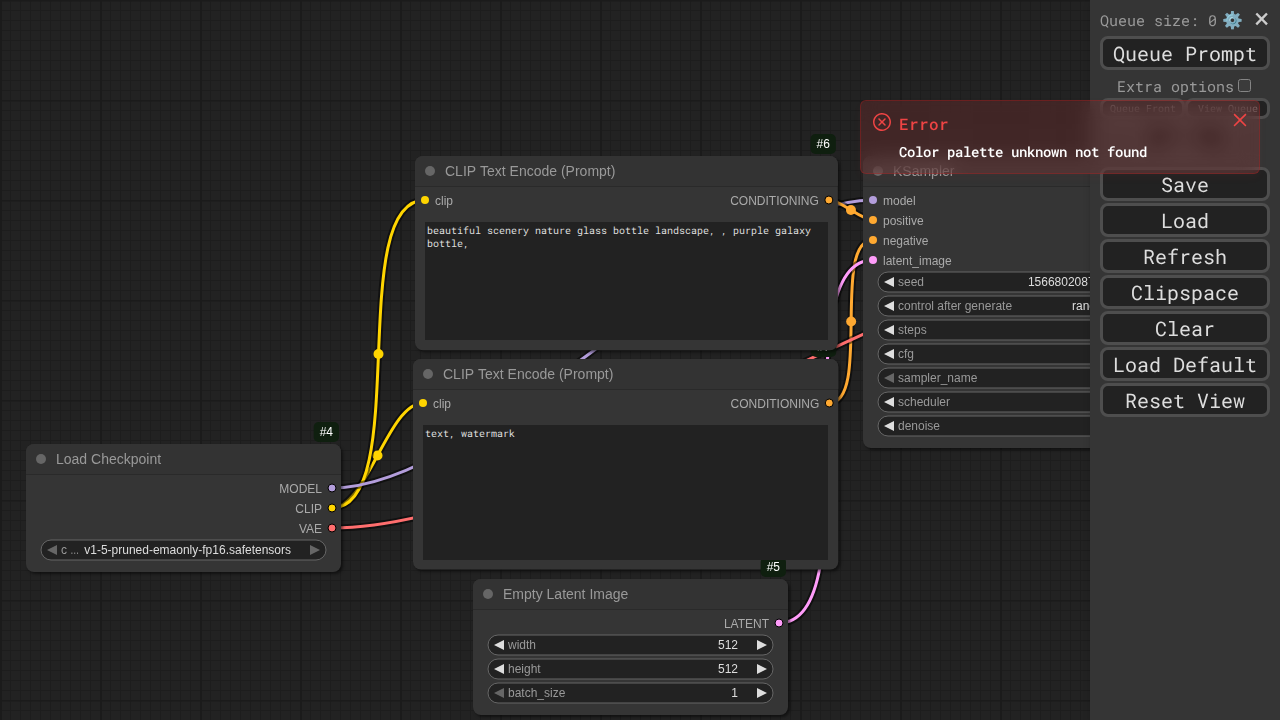 Queue size: 0
Queue Prompt
Extra options
Queue Front View Queue
Error
Color palette unknown not found
Save
Load
Refresh
Clipspace
Clear
Load Default
Reset View
#6
CLIP Text Encode (Prompt)
clip CONDITIONING
beautiful scenery nature glass bottle landscape, , purple galaxy
bottle,
CLIP Text Encode (Prompt)
clip CONDITIONING
text, watermark
KSampler
model
positive
negative
latent_image
seed 156680208
control after generate ran
steps
cfg
sampler_name
scheduler
denoise
#4
Load Checkpoint
MODEL
CLIP
VAE
c ... v1-5-pruned-emaonly-fp16.safetensors
#5
Empty Latent Image
LATENT
width 512
height 512
batch_size 1